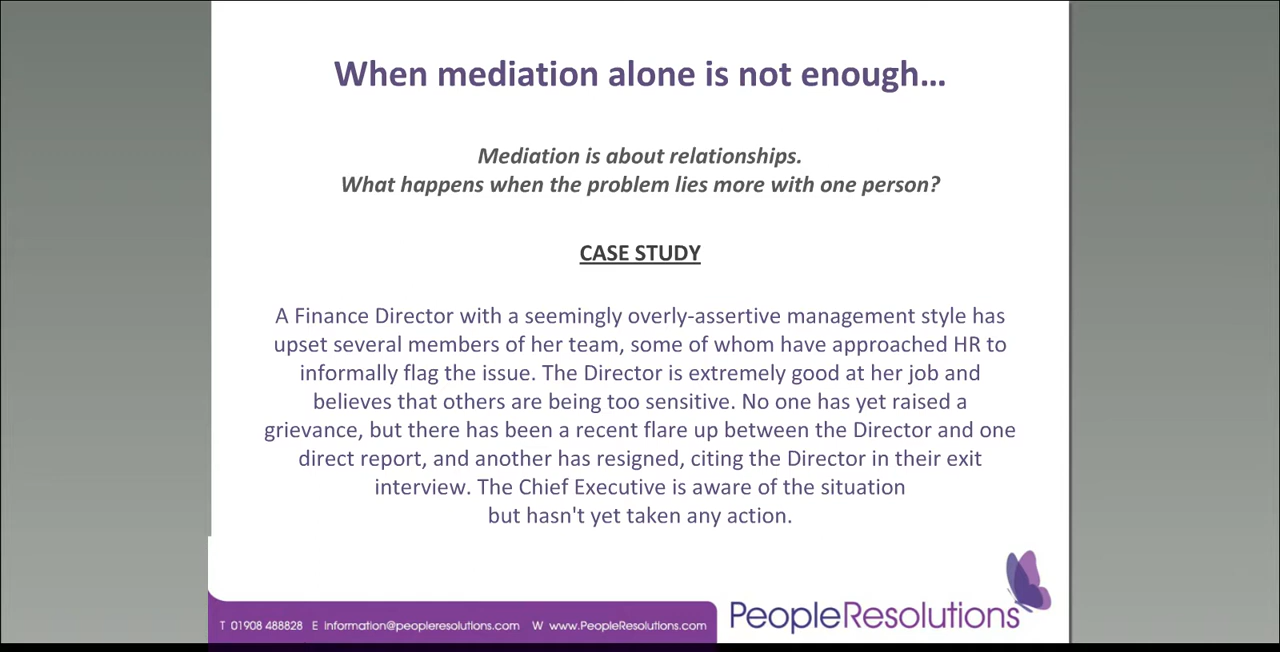 When mediation alone is not enough…
Mediation is about relationships.
What happens when the problem lies more with one person?
CASE STUDY
A Finance Director with a seemingly overly-assertive management style has
upset several members of her team, some of whom have approached HR to
informally flag the issue. The Director is extremely good at her job and
believes that others are being too sensitive. No one has yet raised a
grievance, but there has been a recent flare up between the Director and one
direct report, and another has resigned, citing the Director in their exit
interview. The Chief Executive is aware of the situation
but hasn't yet taken any action.
T 01908 488828 E information@peopleresolutions.com W www.PeopleResolutions.com
PeopleResolutions